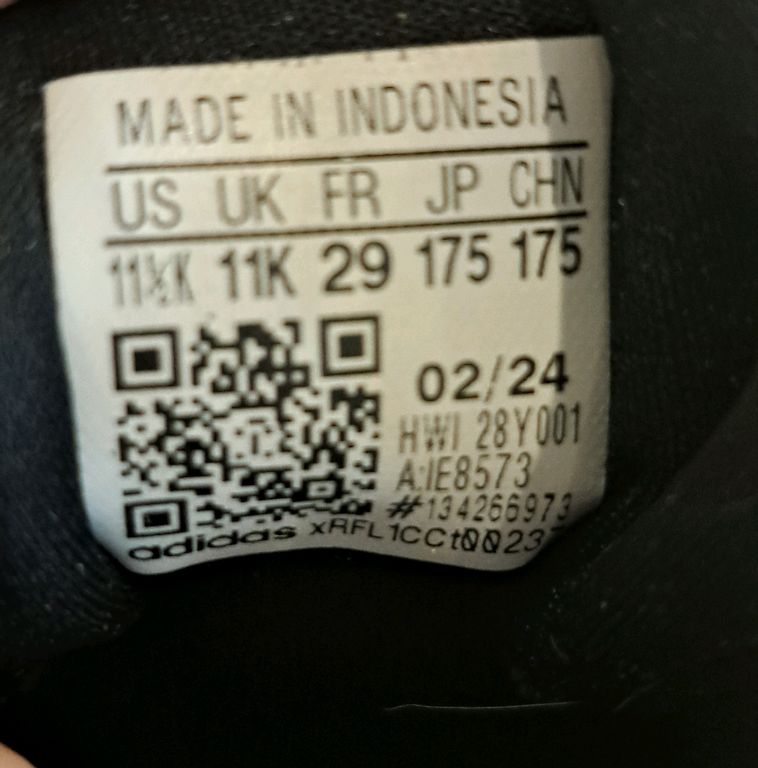 MADE IN INDONESIA
US UK FR JP CHN
11½K 11K 29 175 175
02/24
HWI 28Y001
A:IE8573
#134266973
adidas xRFL1CCt0023